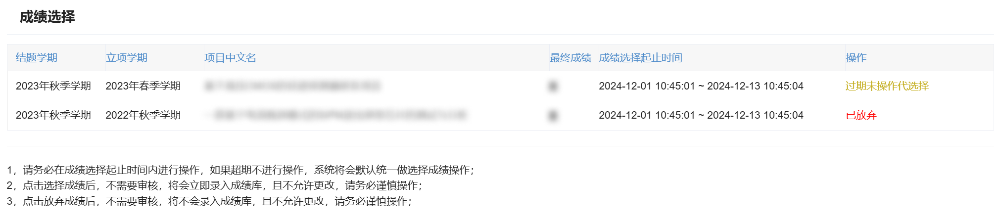 成绩选择
结题学期 立项学期 项目中文名 最终成绩 成绩选择起止时间 操作
2023年秋季学期 2023年春季学期 2024-12-01 10:45:01 ~ 2024-12-13 10:45:04 过期未操作代选择
2023年秋季学期 2022年秋季学期 2024-12-01 10:45:01 ~ 2024-12-13 10:45:04 已放弃
1，请务必在成绩选择起止时间内进行操作，如果超期不进行操作，系统将会默认统一做选择成绩操作；
2，点击选择成绩后，不需要审核，将会立即录入成绩库，且不允许更改，请务必谨慎操作；
3，点击放弃成绩后，不需要审核，将不会录入成绩库，且不允许更改，请务必谨慎操作；